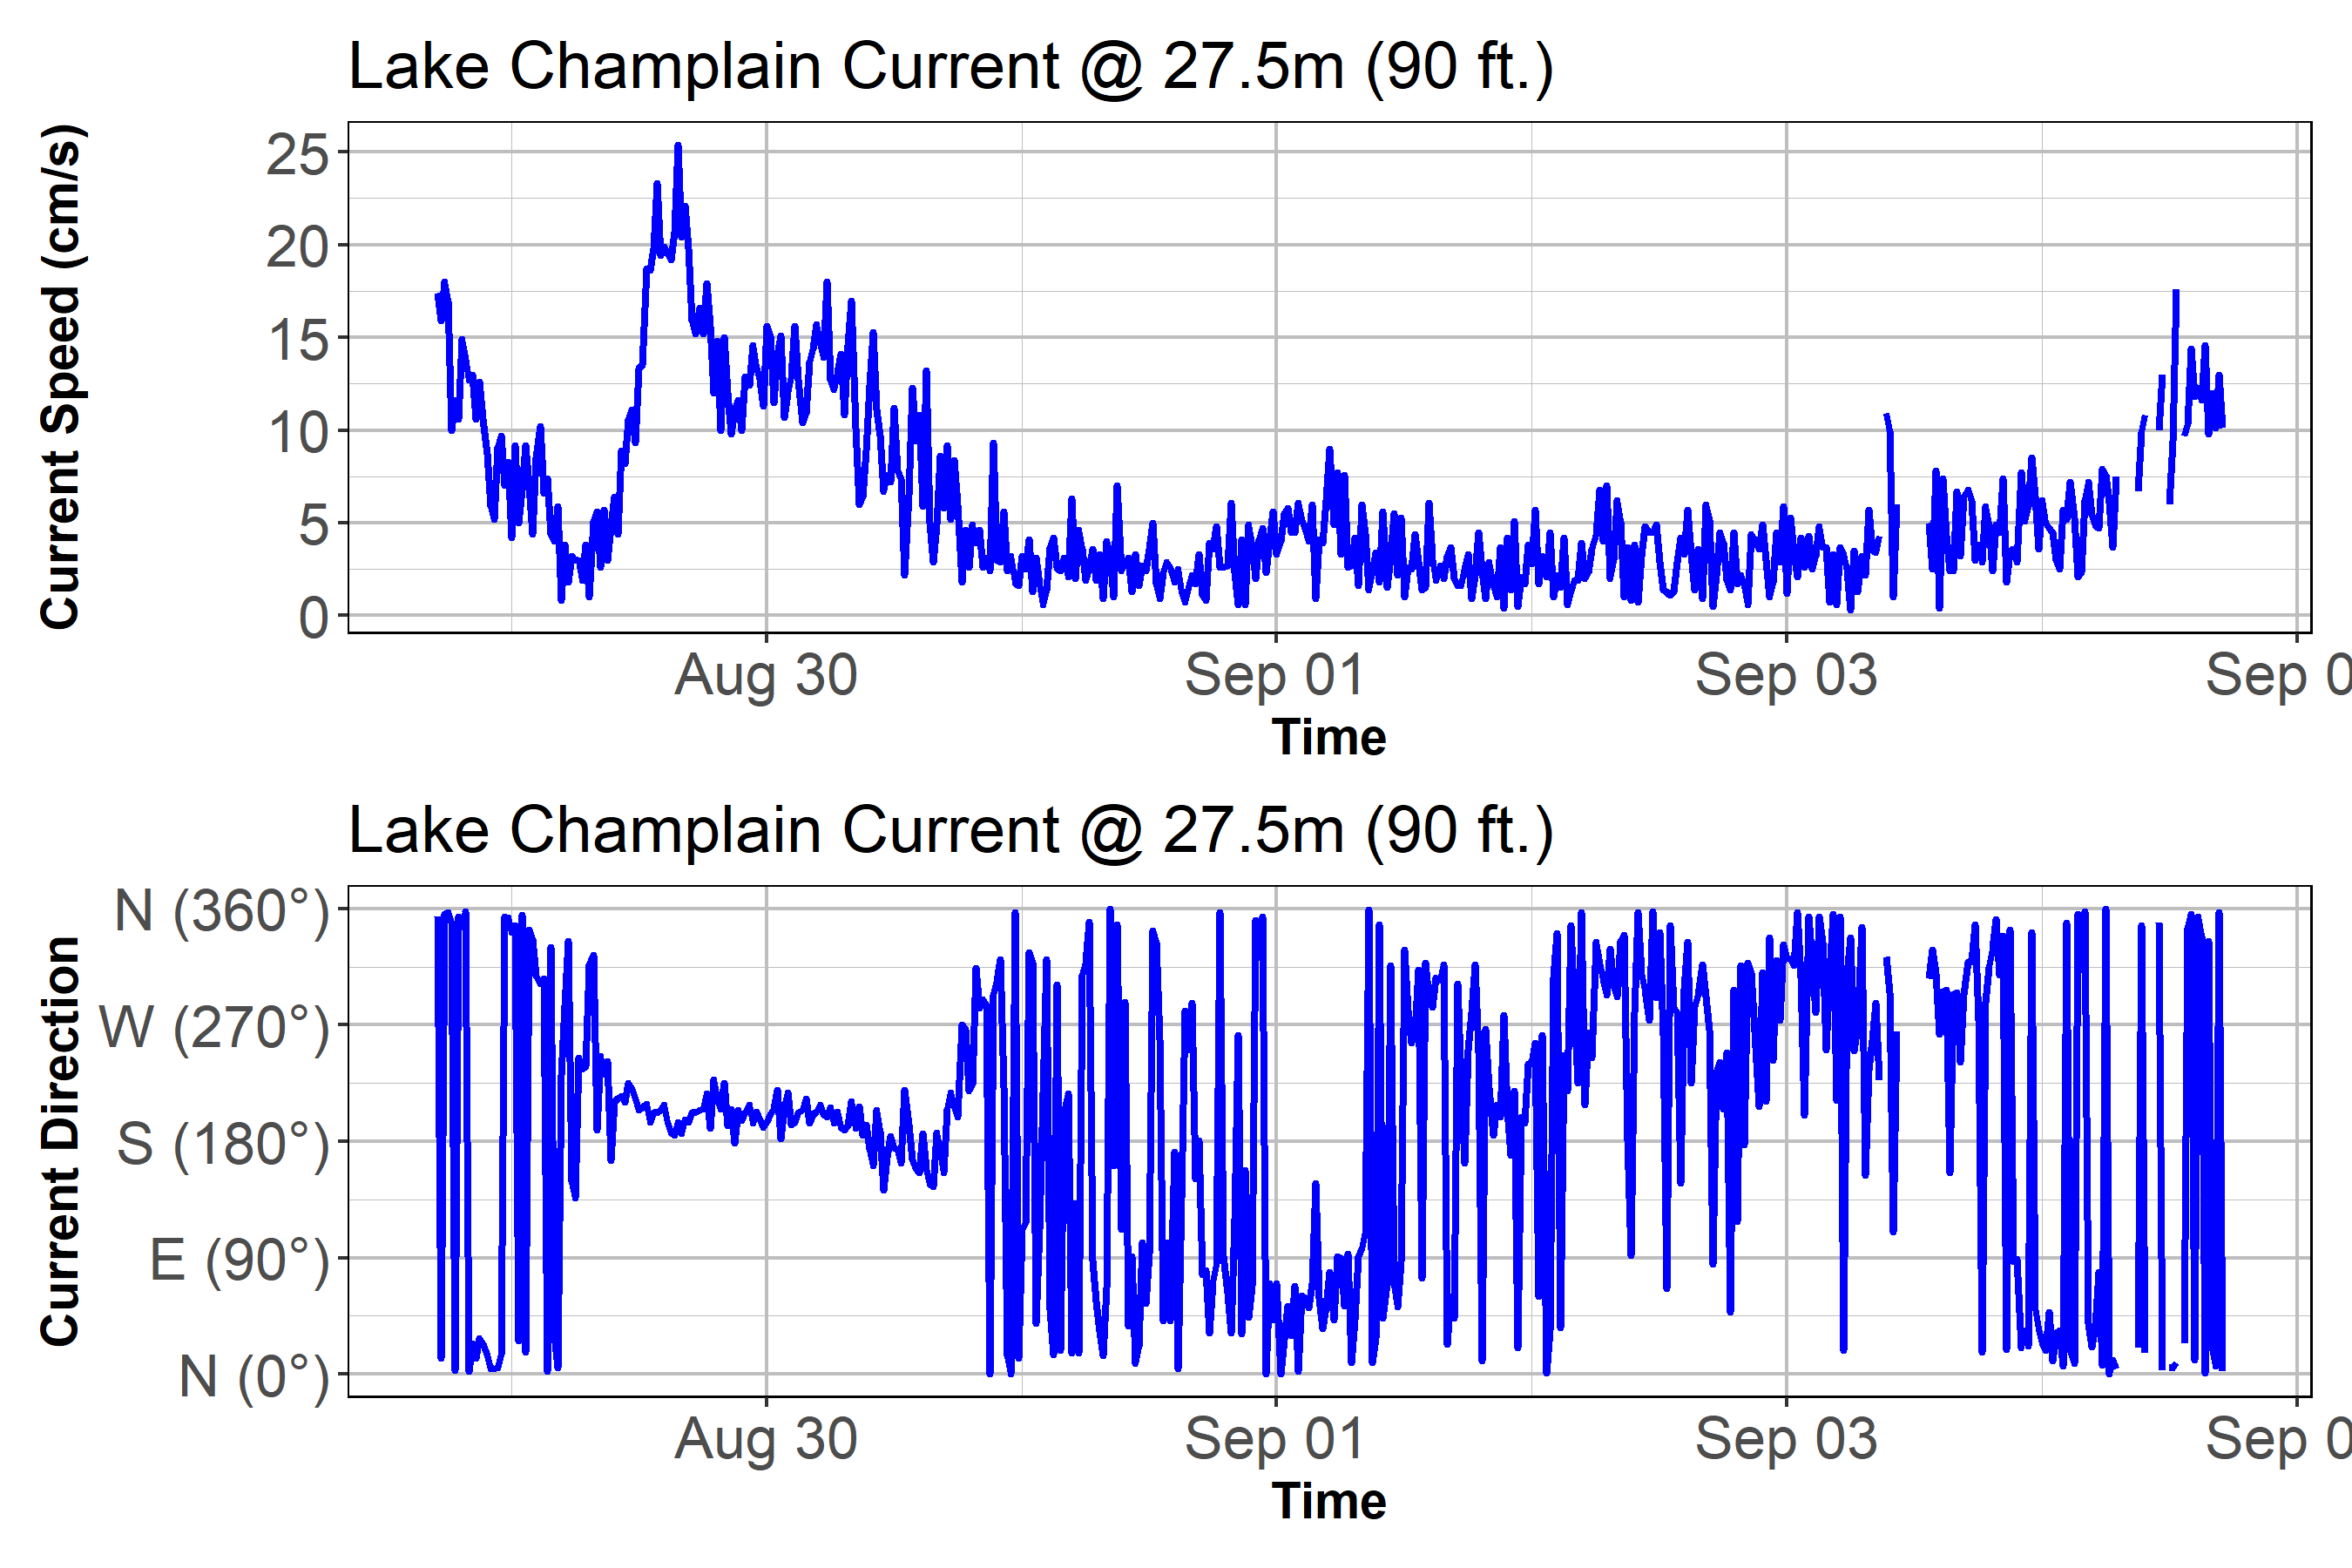 Lake Champlain Current @ 27.5m (90 ft.)
Current Speed (cm/s)
25
20
15
10
5
0
Aug 30
Sep 01
Sep 03
Sep 0
Time
Lake Champlain Current @ 27.5m (90 ft.)
Current Direction
N (360°)
W (270°)
S (180°)
E (90°)
N (0°)
Aug 30
Sep 01
Sep 03
Sep 0
Time